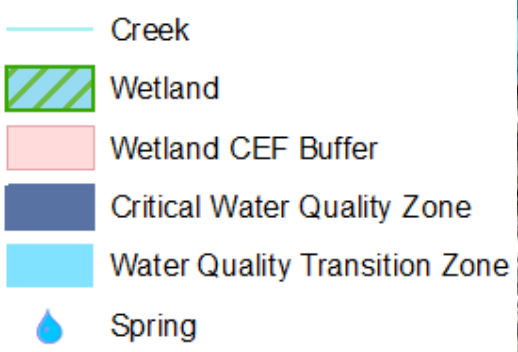 Creek
Wetland
Wetland CEF Buffer
Critical Water Quality Zone
Water Quality Transition Zone
Spring